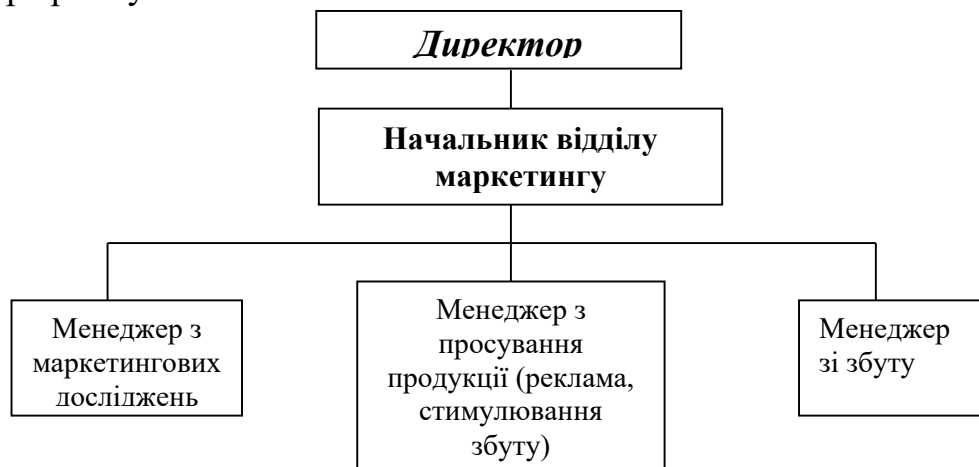 Директор
Начальник відділу
маркетингу
Менеджер з
маркетингових
досліджень
Менеджер з
просування
продукції (реклама,
стимулювання
збуту)
Менеджер
зі збуту